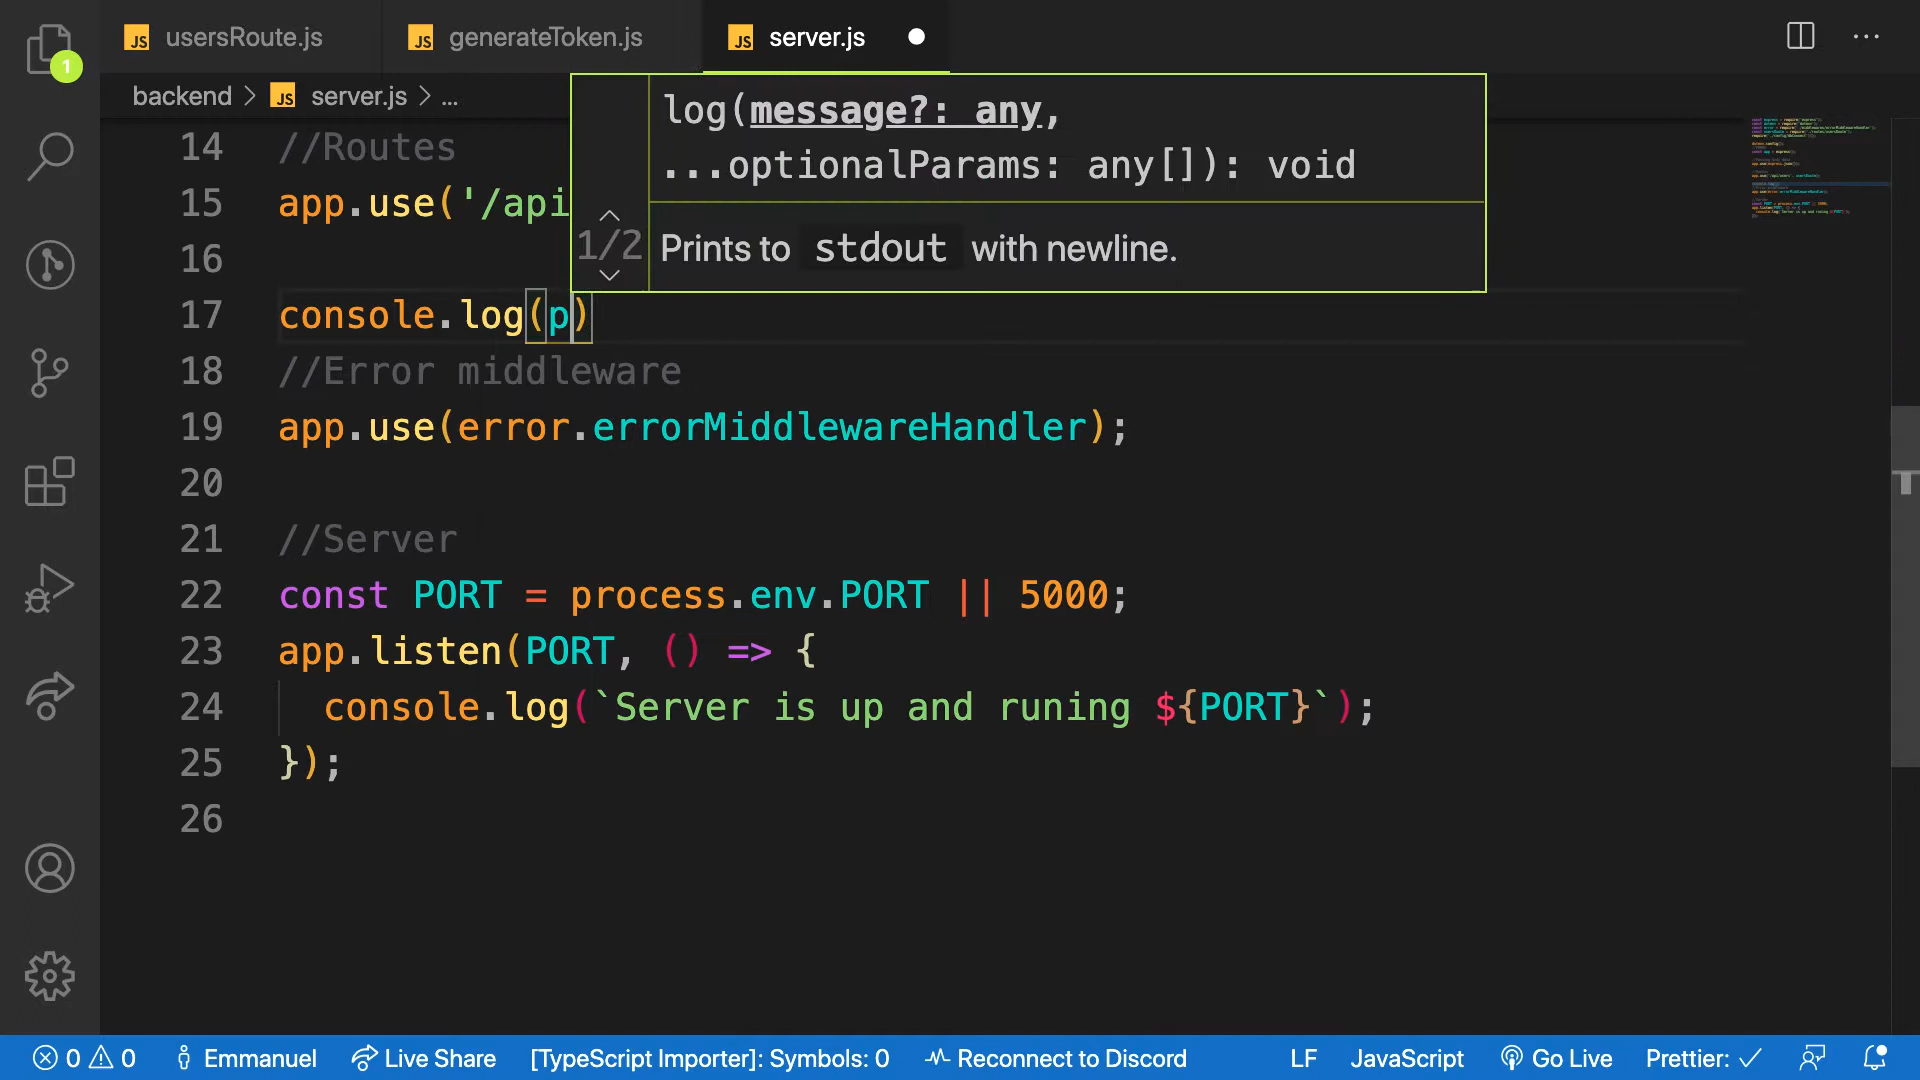 usersRoute.js
generateToken.js
server.js
1
backend > server.js > ...
log(message?: any,
...optionalParams: any[]): void
1/2
Prints to stdout with newline.
14 //Routes
15 app.use('/api
16
17 console.log(p)
18 //Error middleware
19 app.use(error.errorMiddlewareHandler);
20
21 //Server
22 const PORT = process.env.PORT || 5000;
23 app.listen(PORT, () => {
24 console.log(`Server is up and runing ${PORT}`);
25 });
26
0 0 Emmanuel Live Share [TypeScript Importer]: Symbols: 0 Reconnect to Discord LF JavaScript Go Live Prettier: ✓